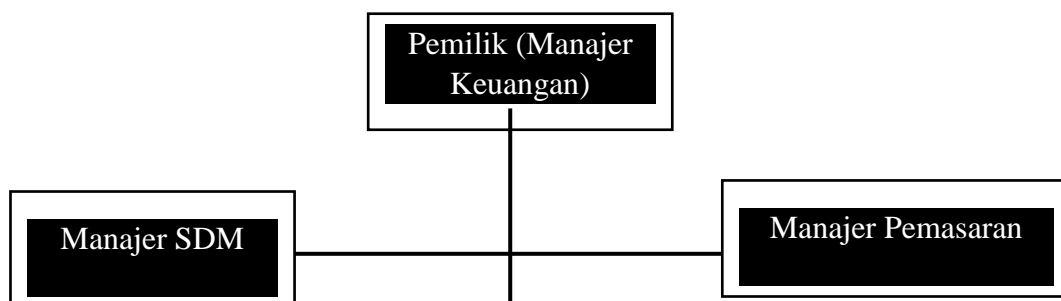 Pemilik (Manajer
Keuangan)
Manajer SDM
Manajer Pemasaran